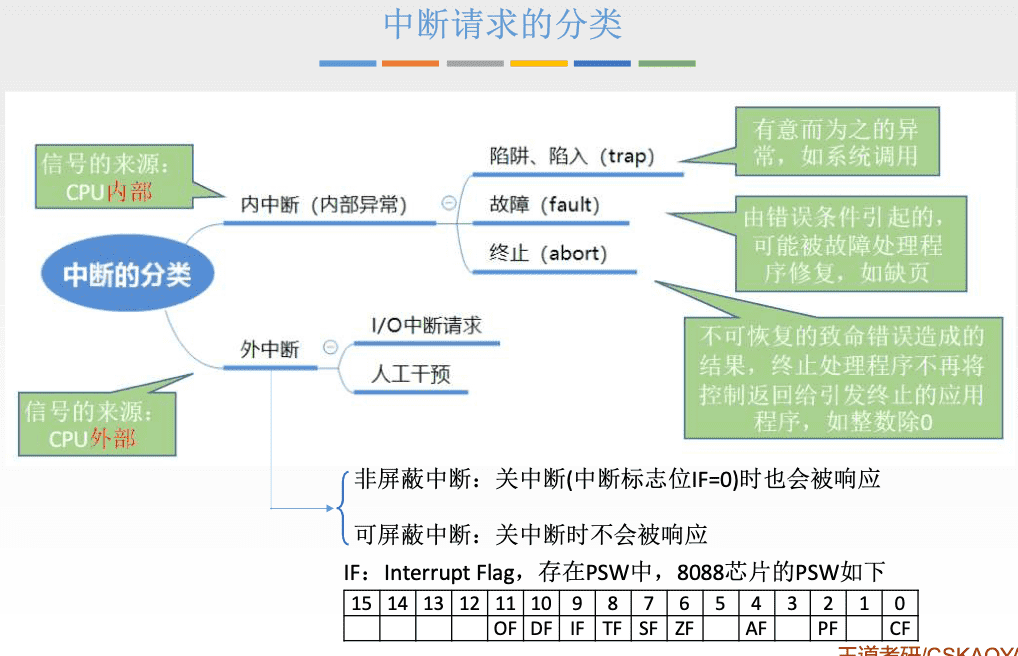 中断请求的分类
信号的来源：
CPU内部
内中断（内部异常）
陷阱、陷入（trap）
有意而为之的异
常，如系统调用
故障（fault）
由错误条件引起的，
可能被故障处理程
序修复，如缺页
终止（abort）
不可恢复的致命错误造成的
结果，终止处理程序不再将
控制返回给引发终止的应用
程序，如整数除0
中断的分类
外中断
I/O中断请求
人工干预
信号的来源：
CPU外部
非屏蔽中断：关中断(中断标志位IF=0)时也会被响应
可屏蔽中断：关中断时不会被响应
IF：Interrupt Flag，存在PSW中，8088芯片的PSW如下
15 14 13 12 11 10 9 8 7 6 5 4 3 2 1 0
OF DF IF TF SF ZF AF PF CF
王道考研/CSKAOY